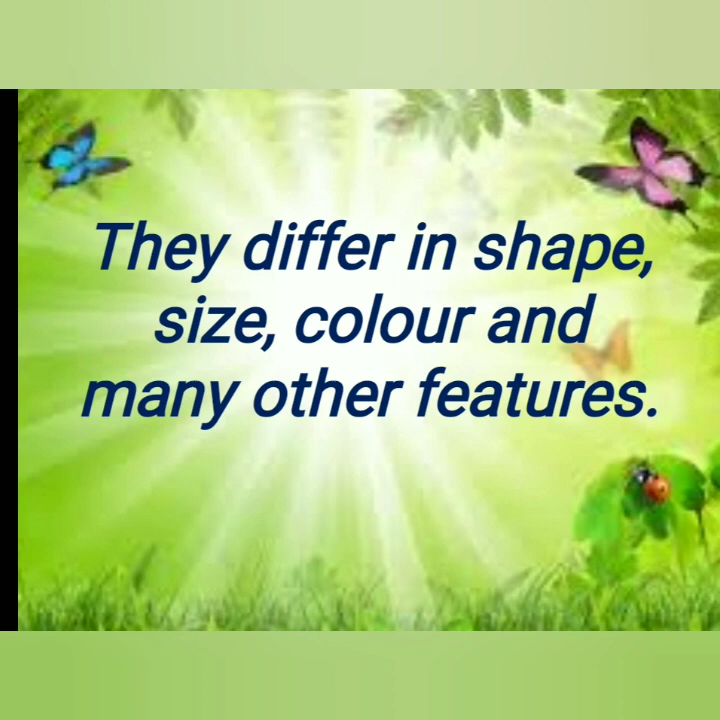 They differ in shape,
size, colour and
many other features.